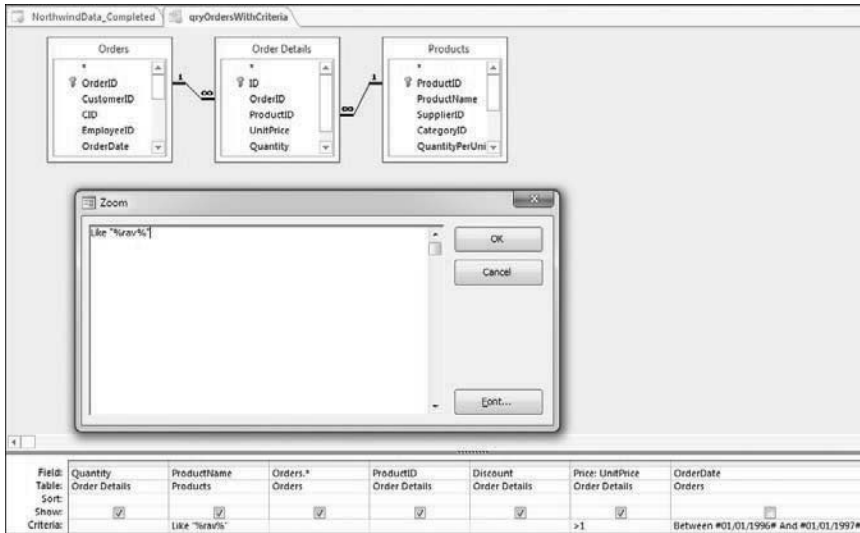 NorthwindData_Completed
qryOrdersWithCriteria
Orders
*
OrderID
CustomerID
CID
EmployeeID
OrderDate
1
∞
Order Details
*
ID
OrderID
ProductID
UnitPrice
Quantity
∞
1
Products
*
ProductID
ProductName
SupplierID
CategoryID
QuantityPerUni
Zoom
Like "%rav%"
OK
Cancel
Font...
Field: Quantity ProductName Orders.* ProductID Discount Price: UnitPrice OrderDate
Table: Order Details Products Orders Order Details Order Details Order Details Orders
Sort:
Show:
Criteria: Like "%rav%" >1 Between #01/01/1996# And #01/01/1997#